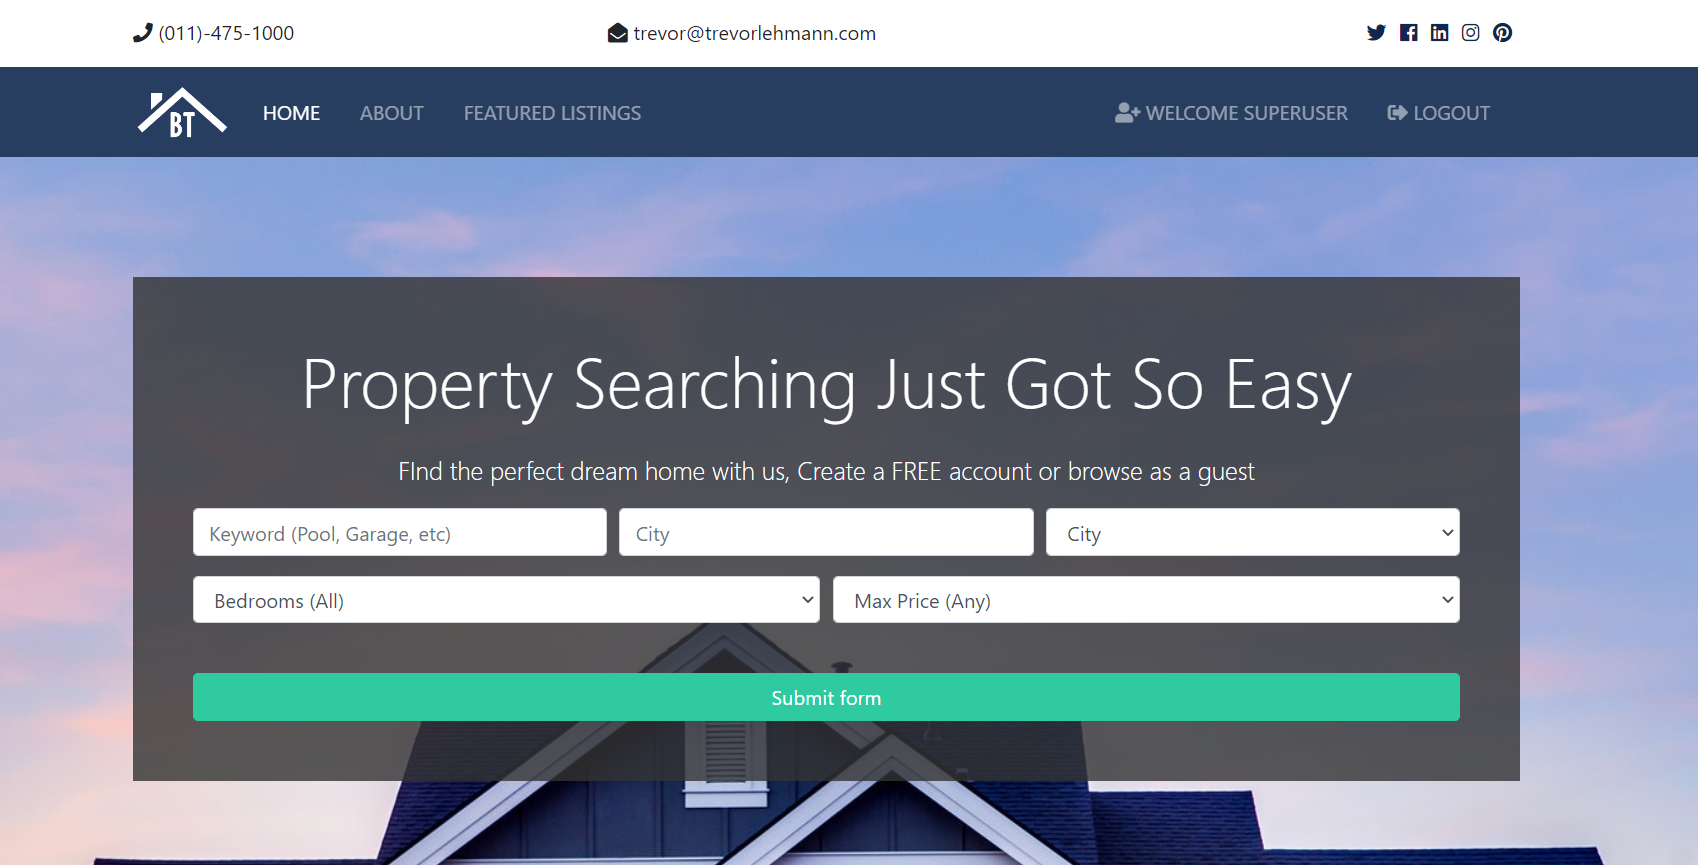 (011)-475-1000
trevor@trevorlehmann.com
BT
HOME
ABOUT
FEATURED LISTINGS
WELCOME SUPERUSER
LOGOUT
Property Searching Just Got So Easy
FInd the perfect dream home with us, Create a FREE account or browse as a guest
Keyword (Pool, Garage, etc)
City
City
Bedrooms (All)
Max Price (Any)
Submit form